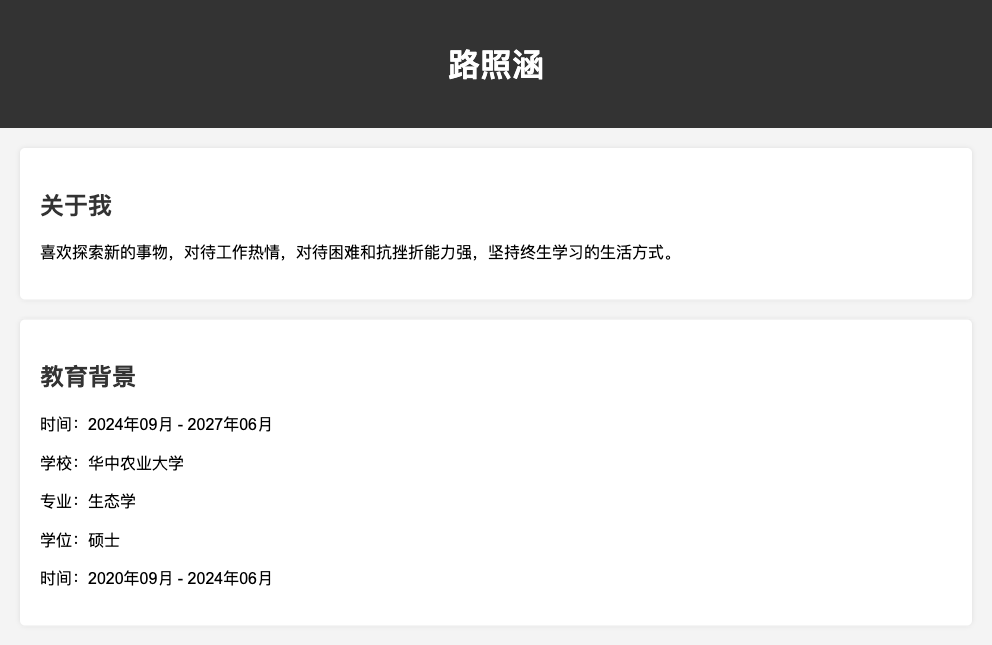 路照涵
关于我
喜欢探索新的事物，对待工作热情，对待困难和抗挫折能力强，坚持终生学习的生活方式。
教育背景
时间：2024年09月 - 2027年06月
学校：华中农业大学
专业：生态学
学位：硕士
时间：2020年09月 - 2024年06月